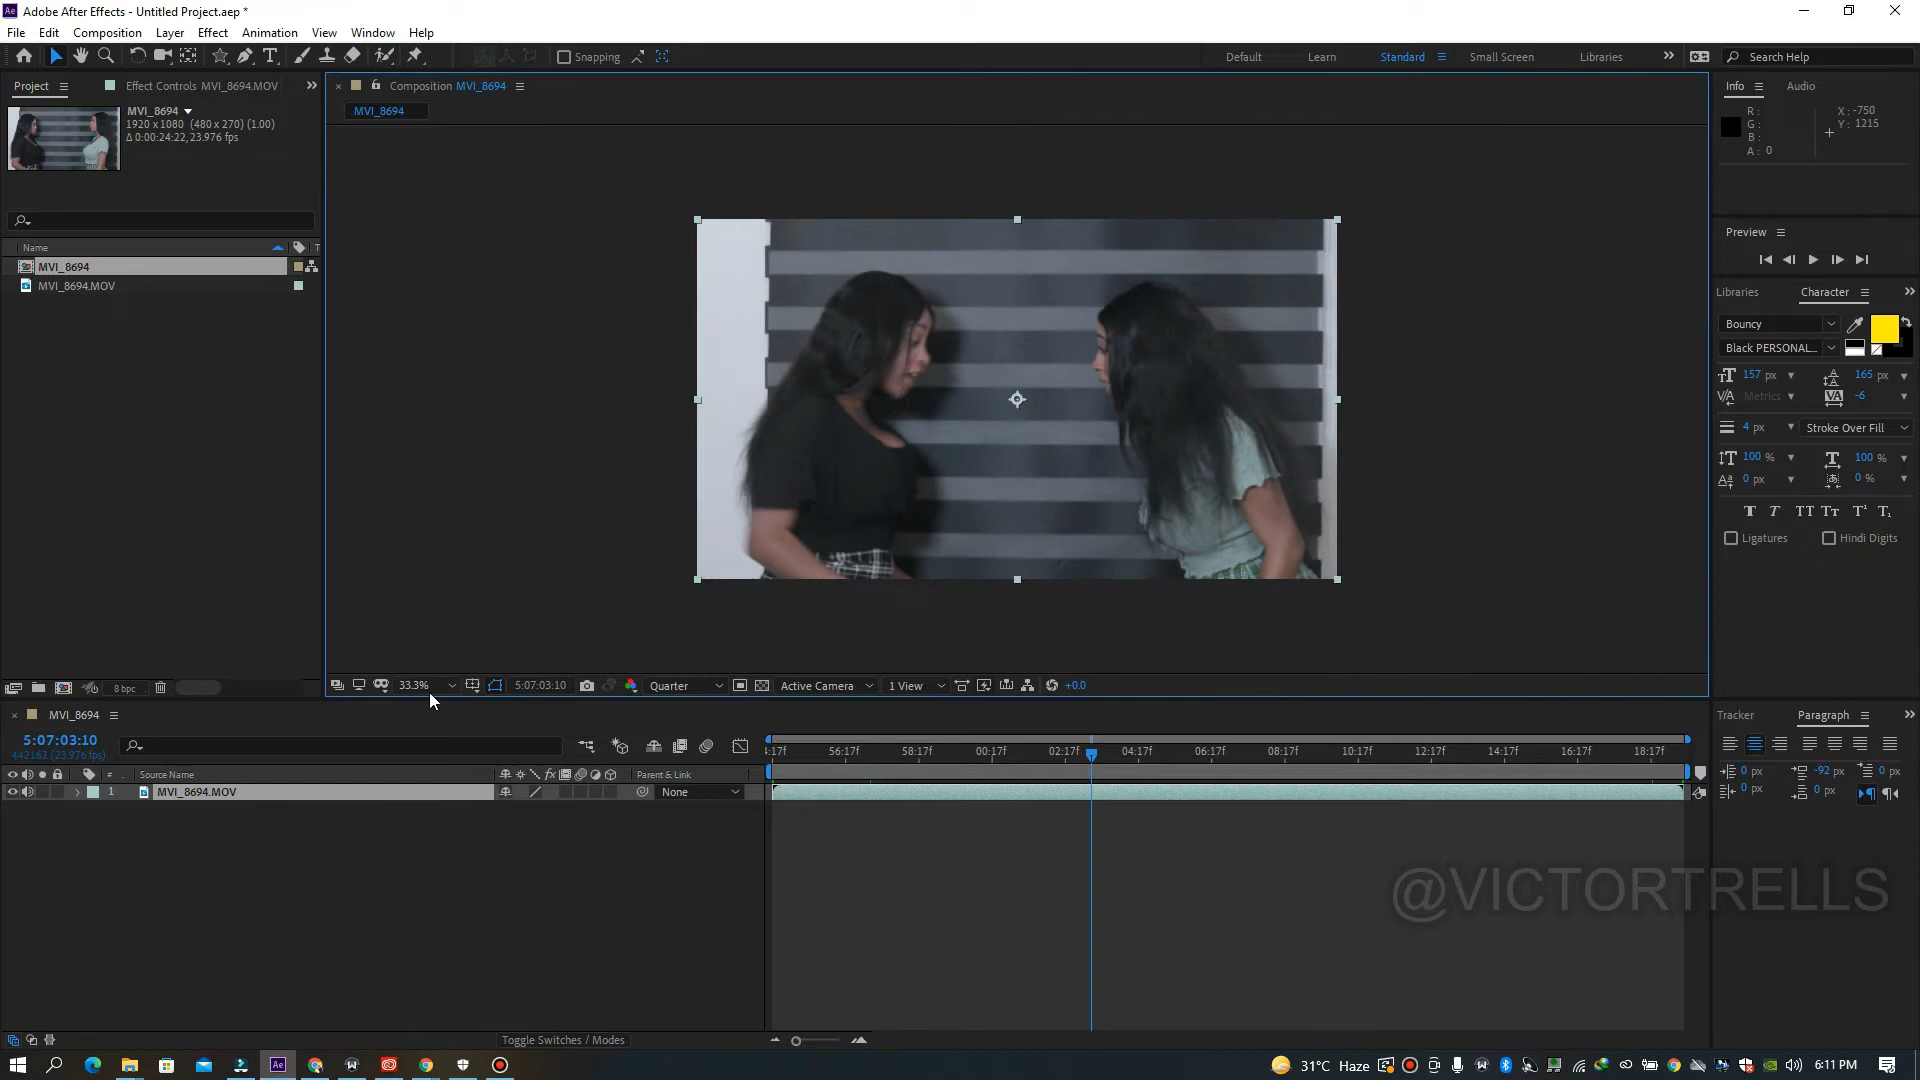 Adobe After Effects - Untitled Project.aep *
File Edit Composition Layer Effect Animation View Window Help
Snapping Default Learn Standard Small Screen Libraries Search Help
Project Effect Controls MVI_8694.MOV
Composition MVI_8694
MVI_8694
MVI_8694
1920 x 1080 (480 x 270) (1.00)
Δ 0:00:24:22, 23.976 fps
Name T
MVI_8694
MVI_8694.MOV
8 bpc
33.3% 5:07:03:10 Quarter Active Camera 1 View +0.0
Info Audio
R: X: -750
G: Y: 1215
B:
A: 0
Preview
Libraries Character
Bouncy
Black PERSONAL...
157 px 165 px
Metrics -6
4 px Stroke Over Fill
100 % 100 %
0 px 0 %
Ligatures Hindi Digits
MVI_8694
5:07:03:10
442162 (23.976 fps)
# Source Name Parent & Link
1 MVI_8694.MOV None
4:17f 56:17f 58:17f 00:17f 02:17f 04:17f 06:17f 08:17f 10:17f 12:17f 14:17f 16:17f 18:17f
Tracker Paragraph
0 px -92 px 0 px
0 px 0 px
@VICTORTRELLS
Toggle Switches / Modes
31°C Haze 6:11 PM